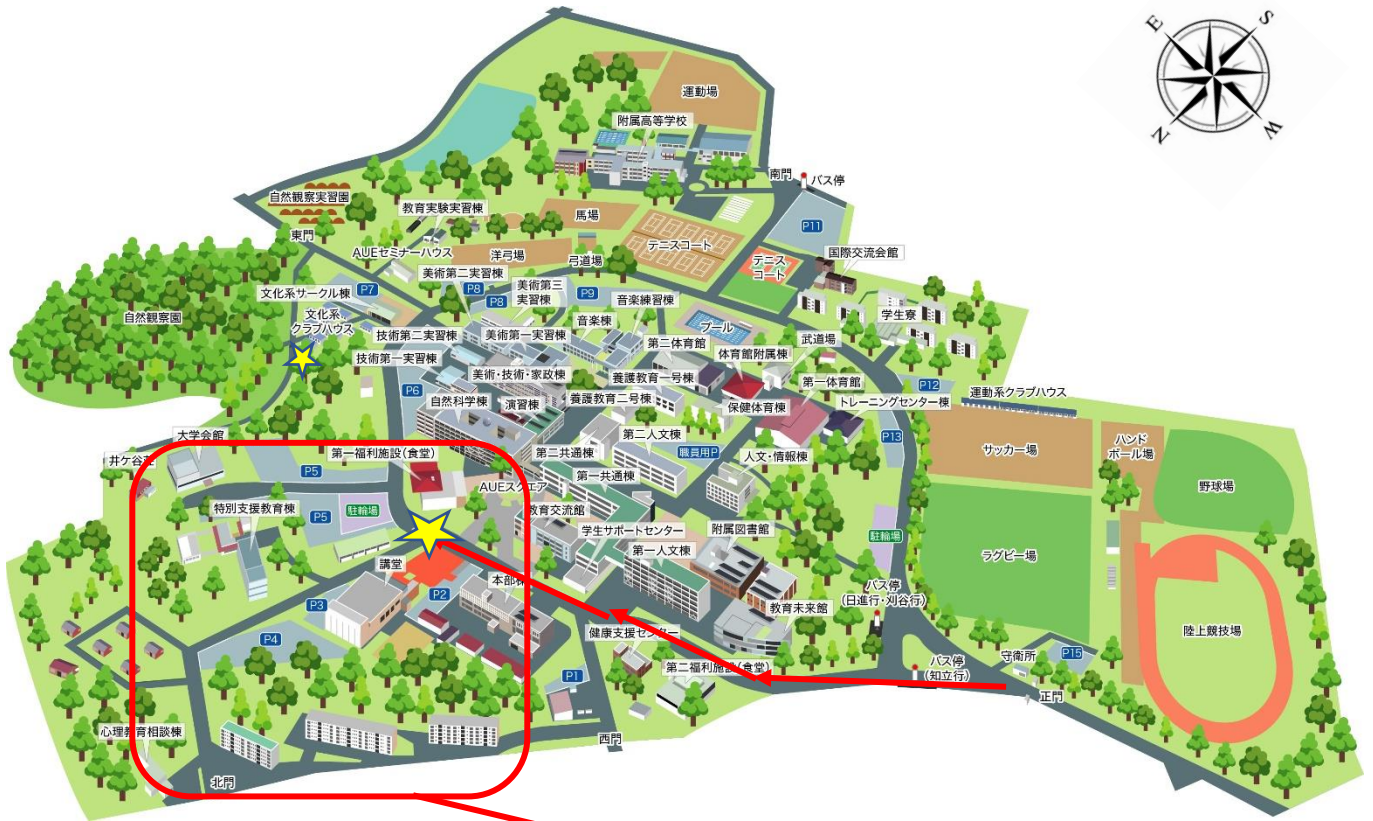 E
S
N
W
運動場
附属高等学校
南門
バス停
自然観察実習園
教育実験実習棟
馬場
P11
東門
AUEセミナーハウス
洋弓場
弓道場
テニスコート
テニス
コート
国際交流会館
美術第二実習棟
文化系サークル棟
P7
P8
P8
美術第三
実習棟
P9
音楽練習棟
自然観察園
文化系
クラブハウス
技術第二実習棟
美術第一実習棟
音楽棟
プール
学生寮
第二体育館
体育館附属棟
武道場
技術第一実習棟
美術・技術・家政棟
養護教育一号棟
第一体育館
P12
P6
運動系クラブハウス
自然科学棟
演習棟
養護教育二号棟
保健体育棟
トレーニングセンター棟
大学会館
第二人文棟
P13
サッカー場
ハンド
ボール場
井ケ谷荘
第一福利施設(食堂)
第二共通棟
職員用P
人文・情報棟
P5
第一共通棟
野球場
AUEスクエア
特別支援教育棟
P5
駐輪場
教育交流館
学生サポートセンター
附属図書館
駐輪場
ラグビー場
第一人文棟
講堂
本部棟
バス停
(日進行・刈谷行)
P3
P2
教育未来館
陸上競技場
P4
健康支援センター
第二福利施設(食堂)
バス停
(知立行)
守衛所
P15
P1
正門
心理教育相談棟
西門
北門